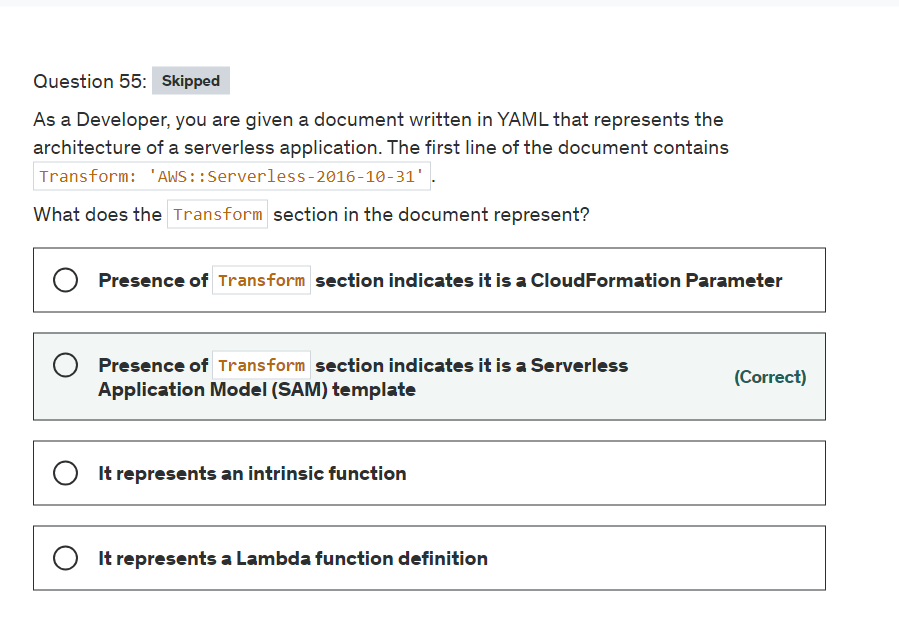 Question 55: Skipped
As a Developer, you are given a document written in YAML that represents the
architecture of a serverless application. The first line of the document contains
Transform: 'AWS::Serverless-2016-10-31' .
What does the Transform section in the document represent?
Presence of Transform section indicates it is a CloudFormation Parameter
Presence of Transform section indicates it is a Serverless
Application Model (SAM) template
(Correct)
It represents an intrinsic function
It represents a Lambda function definition